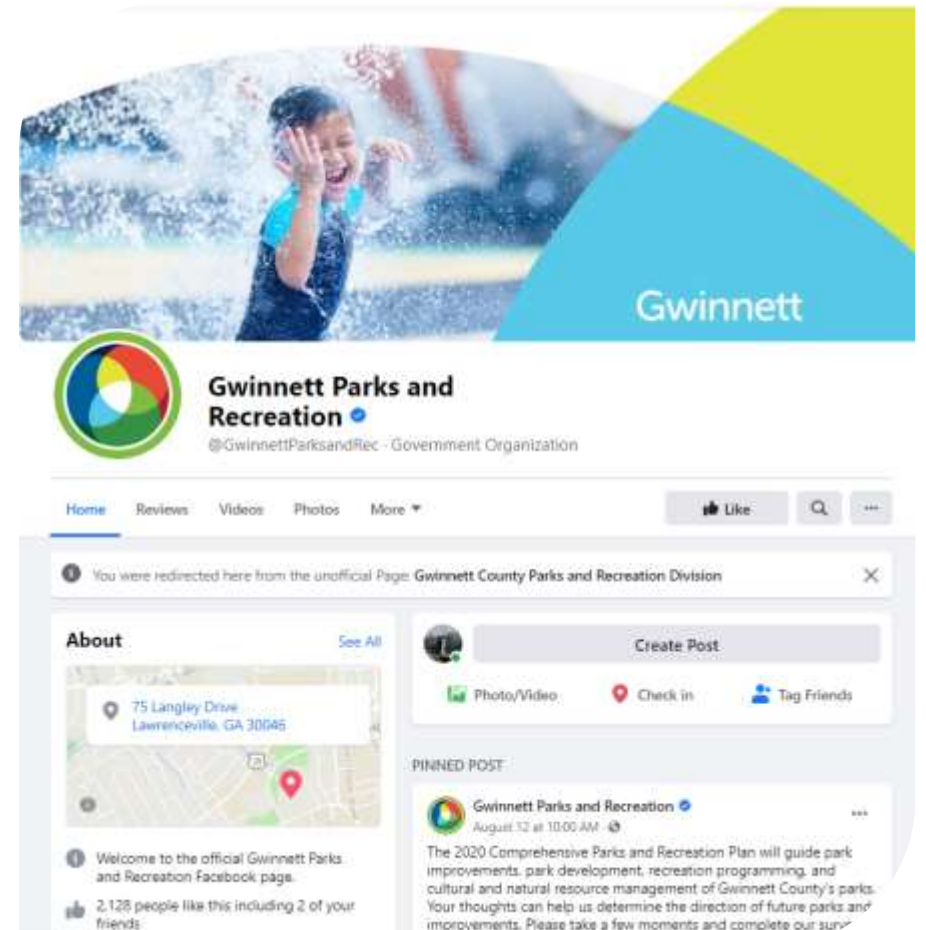 Gwinnett
Gwinnett Parks and
Recreation
@GwinnettParksandRec · Government Organization
Home Reviews Videos Photos More ▼
Like
You were redirected here from the unofficial Page: Gwinnett County Parks and Recreation Division
About See All
75 Langley Drive
Lawrenceville, GA 30046
Welcome to the official Gwinnett Parks
and Recreation Facebook page.
2,128 people like this including 2 of your
friends
Create Post
Photo/Video Check in Tag Friends
PINNED POST
Gwinnett Parks and Recreation
August 12 at 10:00 AM ·
The 2020 Comprehensive Parks and Recreation Plan will guide park
improvements, park development, recreation programming, and
cultural and natural resource management of Gwinnett County's parks.
Your thoughts can help us determine the direction of future parks and
improvements. Please take a few moments and complete our